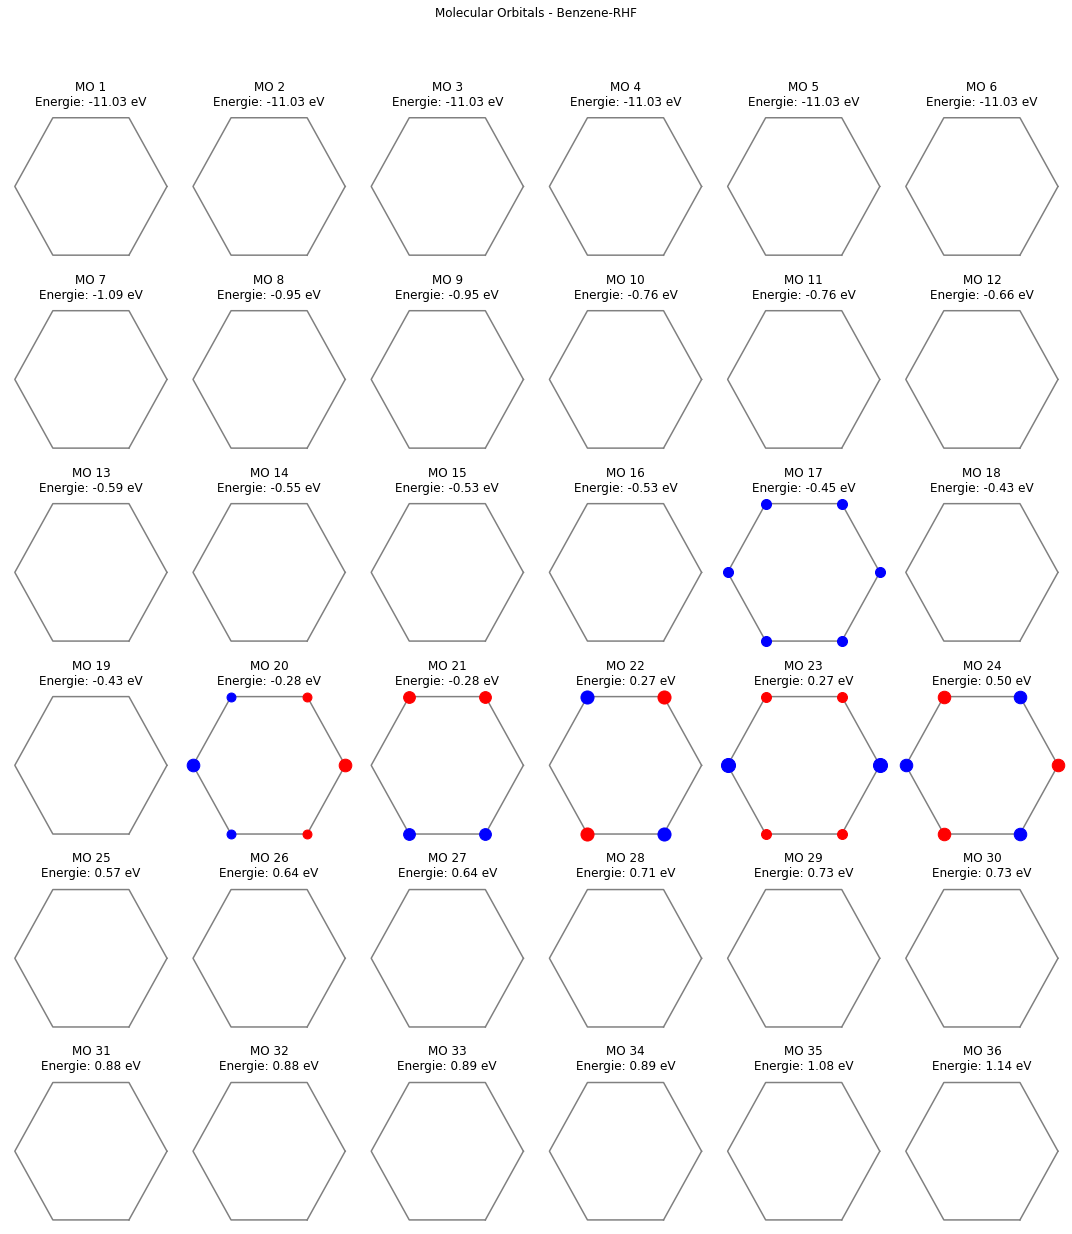 Molecular Orbitals - Benzene-RHF
MO 1
Energie: -11.03 eV
MO 2
Energie: -11.03 eV
MO 3
Energie: -11.03 eV
MO 4
Energie: -11.03 eV
MO 5
Energie: -11.03 eV
MO 6
Energie: -11.03 eV
MO 7
Energie: -1.09 eV
MO 8
Energie: -0.95 eV
MO 9
Energie: -0.95 eV
MO 10
Energie: -0.76 eV
MO 11
Energie: -0.76 eV
MO 12
Energie: -0.66 eV
MO 13
Energie: -0.59 eV
MO 14
Energie: -0.55 eV
MO 15
Energie: -0.53 eV
MO 16
Energie: -0.53 eV
MO 17
Energie: -0.45 eV
MO 18
Energie: -0.43 eV
MO 19
Energie: -0.43 eV
MO 20
Energie: -0.28 eV
MO 21
Energie: -0.28 eV
MO 22
Energie: 0.27 eV
MO 23
Energie: 0.27 eV
MO 24
Energie: 0.50 eV
MO 25
Energie: 0.57 eV
MO 26
Energie: 0.64 eV
MO 27
Energie: 0.64 eV
MO 28
Energie: 0.71 eV
MO 29
Energie: 0.73 eV
MO 30
Energie: 0.73 eV
MO 31
Energie: 0.88 eV
MO 32
Energie: 0.88 eV
MO 33
Energie: 0.89 eV
MO 34
Energie: 0.89 eV
MO 35
Energie: 1.08 eV
MO 36
Energie: 1.14 eV